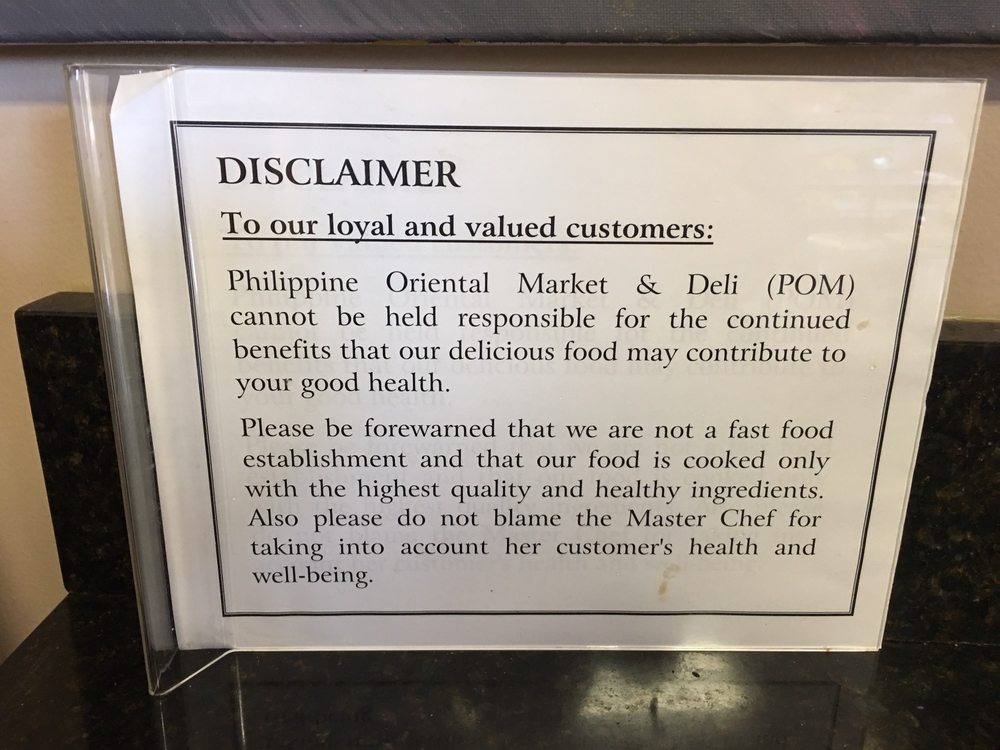 DISCLAIMER
To our loyal and valued customers:
Philippine Oriental Market & Deli (POM)
cannot be held responsible for the continued
benefits that our delicious food may contribute to
your good health.
Please be forewarned that we are not a fast food
establishment and that our food is cooked only
with the highest quality and healthy ingredients.
Also please do not blame the Master Chef for
taking into account her customer's health and
well-being.